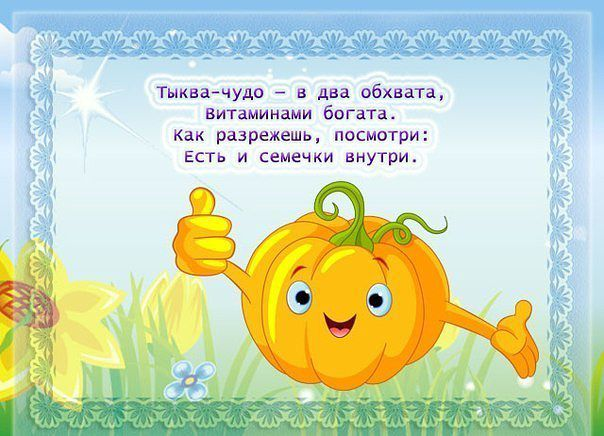 Тыква-чудо – в два обхвата,
Витаминами богата.
Как разрежешь, посмотри:
Есть и семечки внутри.